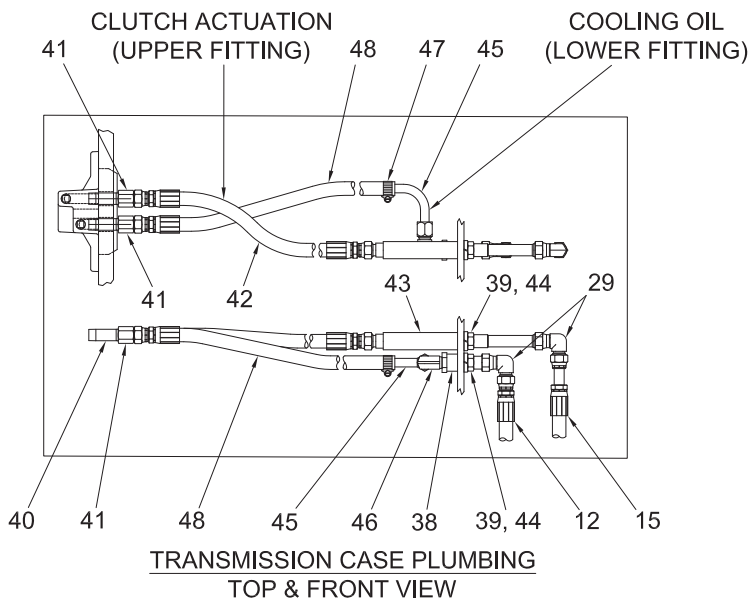 CLUTCH ACTUATION
(UPPER FITTING)
COOLING OIL
(LOWER FITTING)
41 48 47 45
41 42 43 39, 44 29
40 41 48 45 46 38 39, 44 12 15
TRANSMISSION CASE PLUMBING
TOP & FRONT VIEW